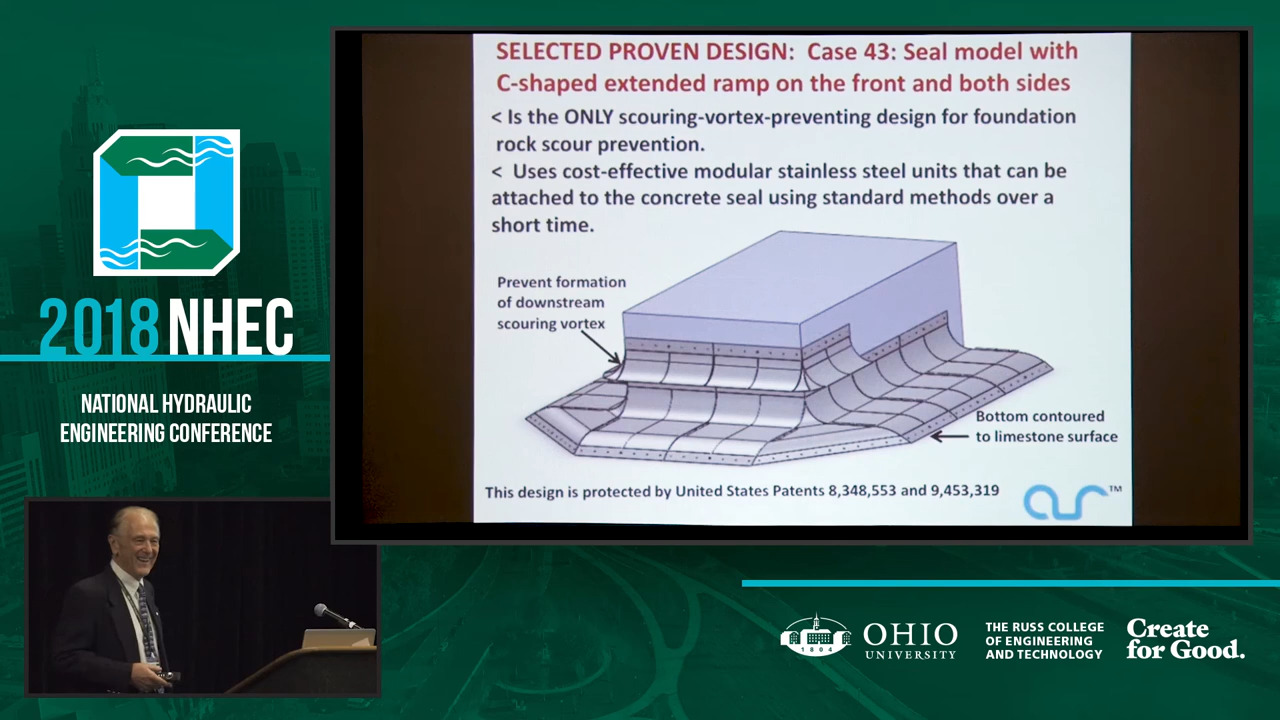 2018 NHEC
NATIONAL HYDRAULIC
ENGINEERING CONFERENCE
SELECTED PROVEN DESIGN: Case 43: Seal model with
C-shaped extended ramp on the front and both sides
< Is the ONLY scouring-vortex-preventing design for foundation
rock scour prevention.
< Uses cost-effective modular stainless steel units that can be
attached to the concrete seal using standard methods over a
short time.
Prevent formation
of downstream
scouring vortex
Bottom contoured
to limestone surface
This design is protected by United States Patents 8,348,553 and 9,453,319
aur™
1804
OHIO
UNIVERSITY
THE RUSS COLLEGE
OF ENGINEERING
AND TECHNOLOGY
Create
for Good.